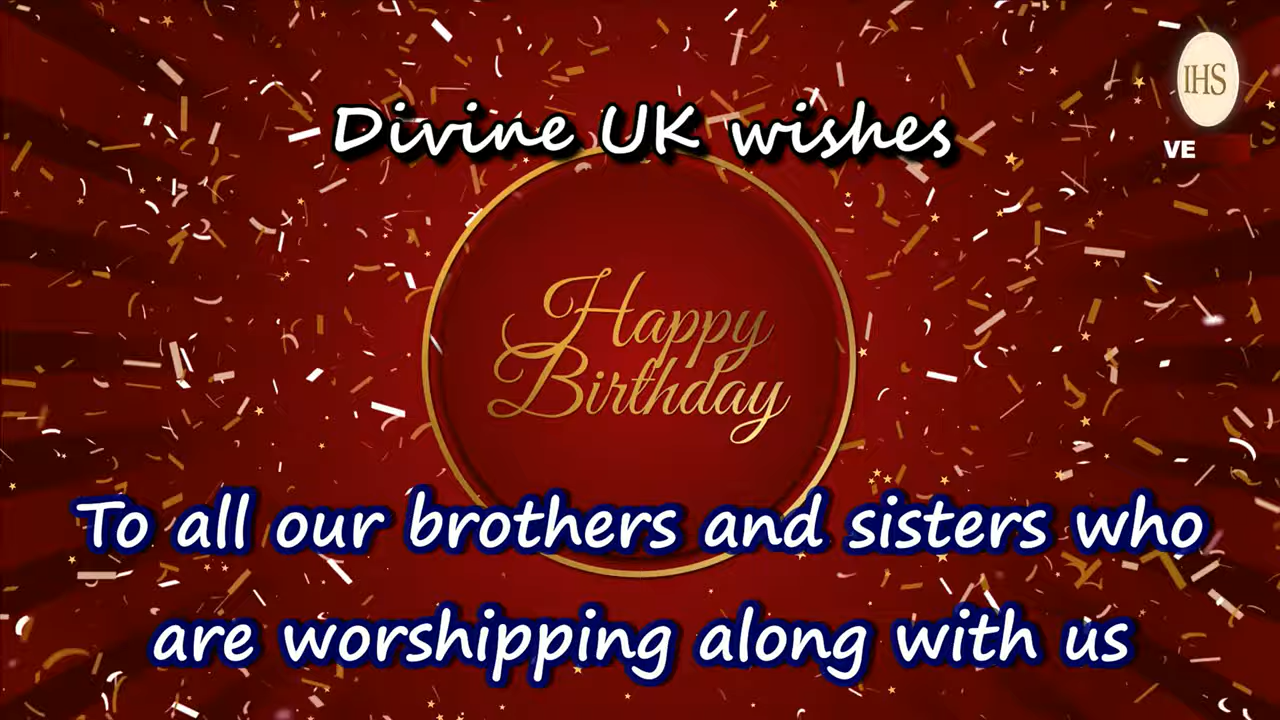 Divine UK wishes
IHS
VE
Happy
Birthday
To all our brothers and sisters who
are worshipping along with us